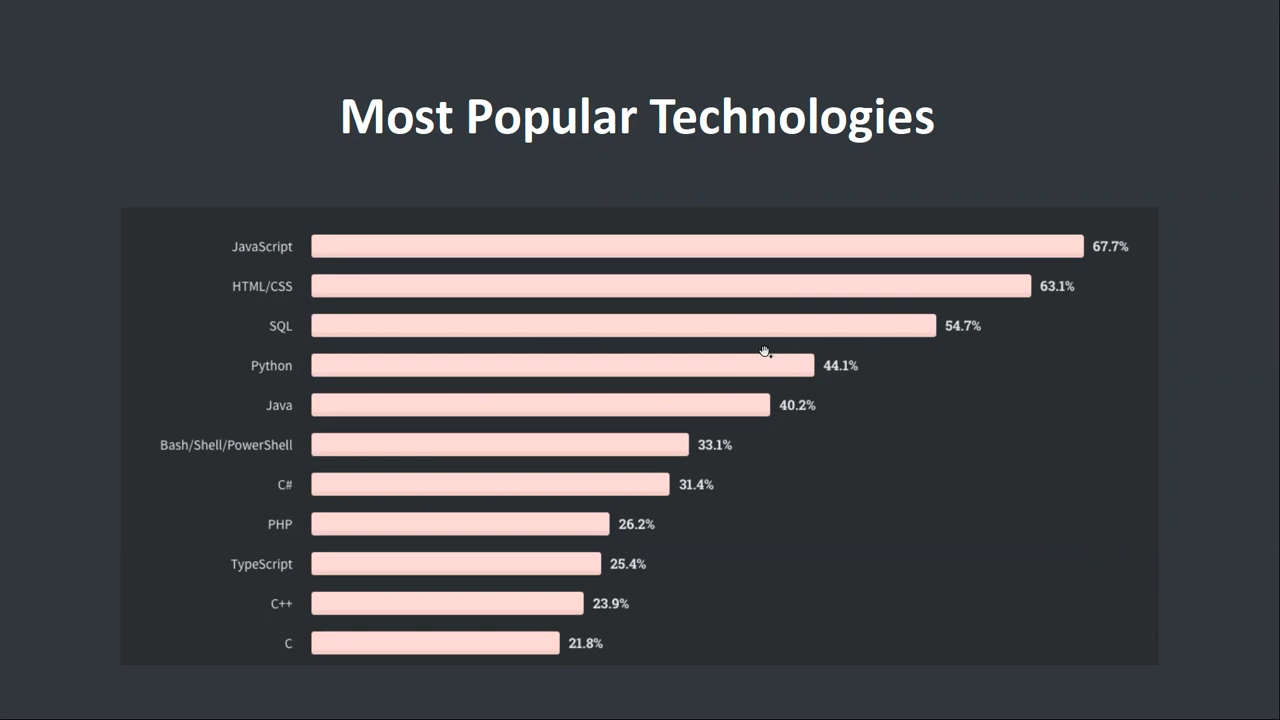 Most Popular Technologies
JavaScript 67.7%
HTML/CSS 63.1%
SQL 54.7%
Python 44.1%
Java 40.2%
Bash/Shell/PowerShell 33.1%
C# 31.4%
PHP 26.2%
TypeScript 25.4%
C++ 23.9%
C 21.8%